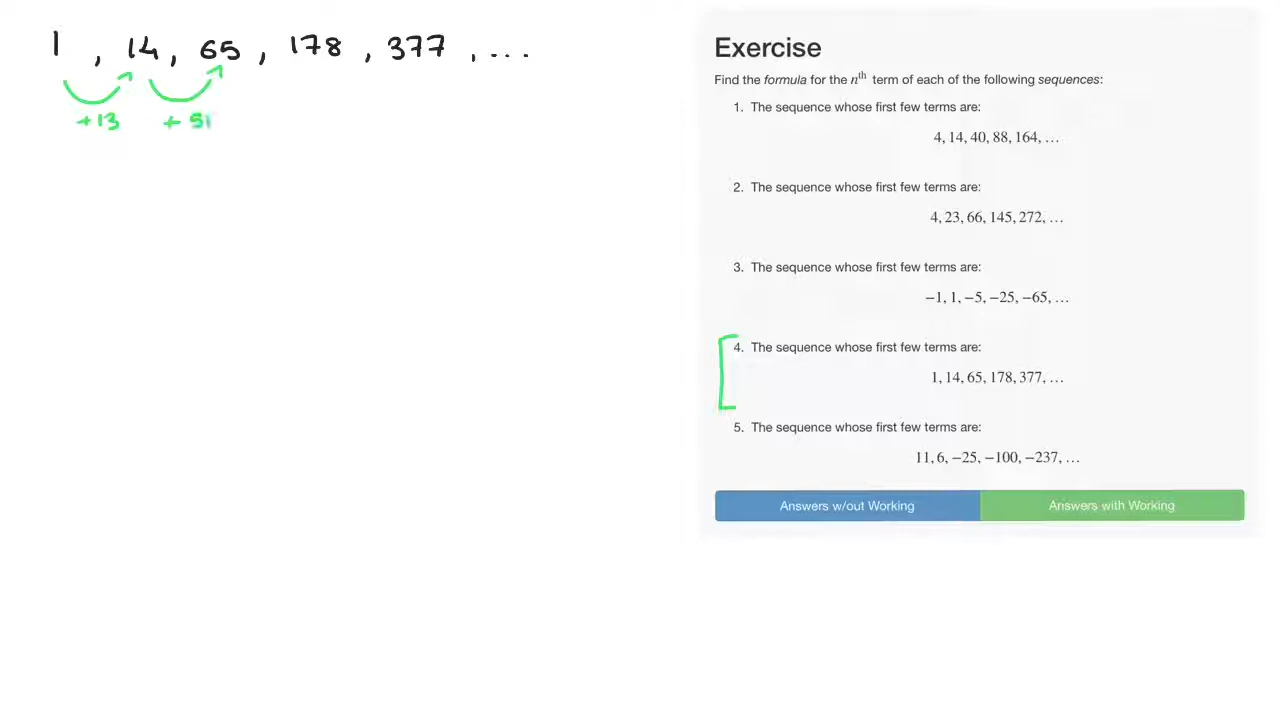 1 , 14 , 65 , 178 , 377 , ...
+13 +51
Exercise
Find the formula for the nth term of each of the following sequences:
1. The sequence whose first few terms are:
4, 14, 40, 88, 164, …
2. The sequence whose first few terms are:
4, 23, 66, 145, 272, …
3. The sequence whose first few terms are:
−1, 1, −5, −25, −65, …
4. The sequence whose first few terms are:
1, 14, 65, 178, 377, …
5. The sequence whose first few terms are:
11, 6, −25, −100, −237, …
Answers w/out Working Answers with Working